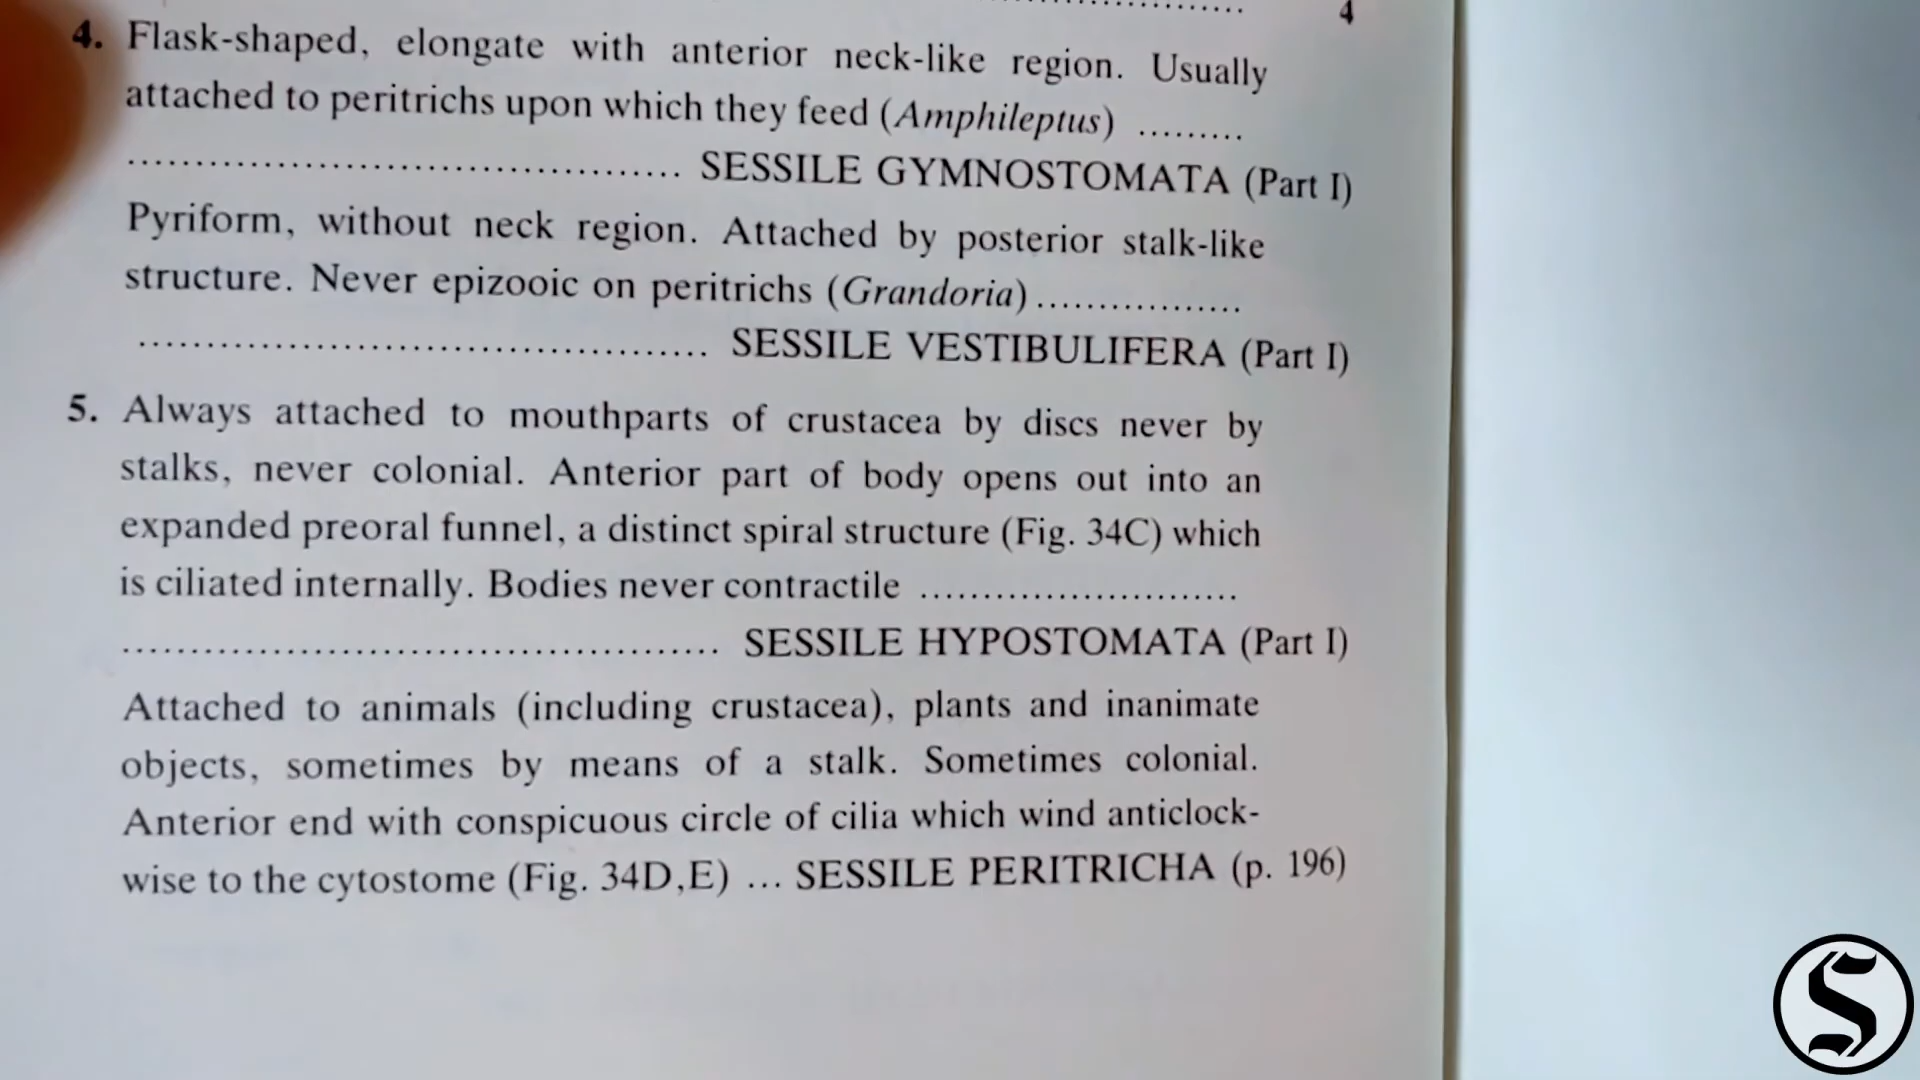 4
4. Flask-shaped, elongate with anterior neck-like region. Usually
attached to peritrichs upon which they feed (Amphileptus) .........
......................................... SESSILE GYMNOSTOMATA (Part I)
Pyriform, without neck region. Attached by posterior stalk-like
structure. Never epizooic on peritrichs (Grandoria) .................
.......................................... SESSILE VESTIBULIFERA (Part I)
5. Always attached to mouthparts of crustacea by discs never by
stalks, never colonial. Anterior part of body opens out into an
expanded preoral funnel, a distinct spiral structure (Fig. 34C) which
is ciliated internally. Bodies never contractile .........................
............................................ SESSILE HYPOSTOMATA (Part I)
Attached to animals (including crustacea), plants and inanimate
objects, sometimes by means of a stalk. Sometimes colonial.
Anterior end with conspicuous circle of cilia which wind anticlock-
wise to the cytostome (Fig. 34D,E) ... SESSILE PERITRICHA (p. 196)
S